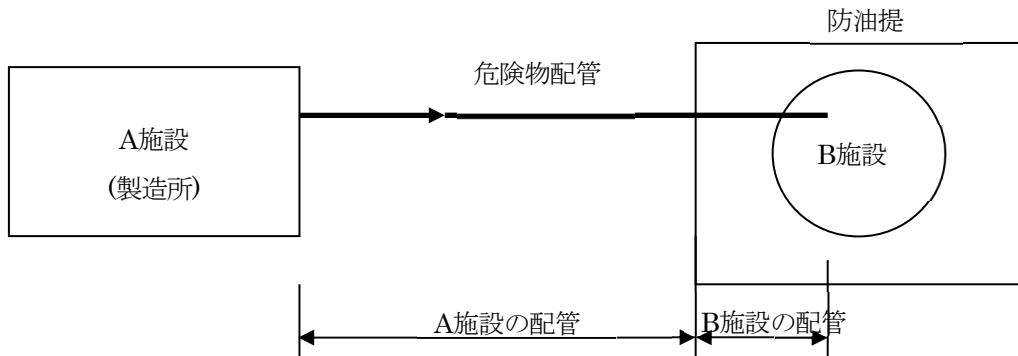 防油提
危険物配管
A施設
(製造所)
B施設
A施設の配管
B施設の配管